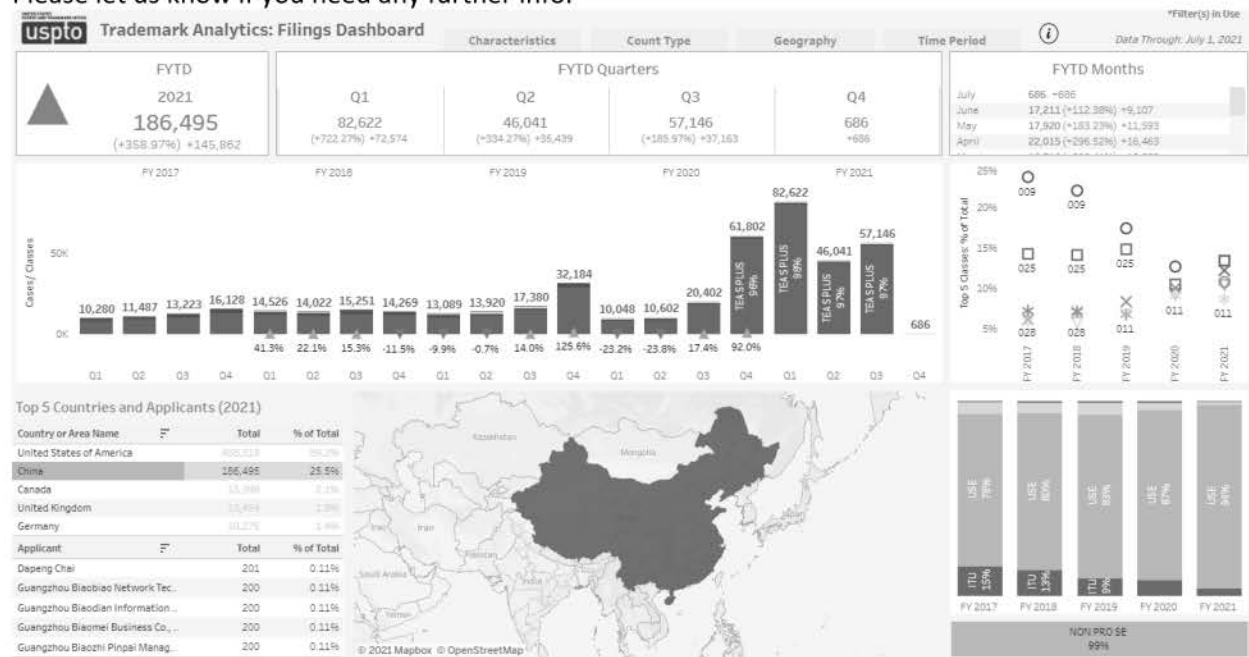 Please let us know if you need any further info.
*Filter(s) in Use
uspto Trademark Analytics: Filings Dashboard
Characteristics Count Type Geography Time Period i Data Through: July 1, 2021
FYTD
2021
186,495
(+358.97%) +145,862
FYTD Quarters
Q1 Q2 Q3 Q4
82,622 46,041 57,146 686
(+722.27%) +72,574 (+334.27%) +35,439 (+185.97%) +37,163 +686
FYTD Months
July 686 +686
June 17,211 (+112.38%) +9,107
May 17,920 (+183.23%) +11,593
April 22,015 (+296.52%) +16,463
FY 2017 FY 2018 FY 2019 FY 2020 FY 2021
Cases/ Classes
50K
0K
10,280 11,487 13,223 16,128 14,526 14,022 15,251 14,269 13,089 13,920 17,380 32,184 10,048 10,602 20,402 61,802 82,622 46,041 57,146 686
TEAS PLUS 96%
TEAS PLUS 98%
TEAS PLUS 97%
TEAS PLUS 97%
41.3% 22.1% 15.3% -11.5% -9.9% -0.7% 14.0% 125.6% -23.2% -23.8% 17.4% 92.0%
Q1 Q2 Q3 Q4 Q1 Q2 Q3 Q4 Q1 Q2 Q3 Q4 Q1 Q2 Q3 Q4 Q1 Q2 Q3 Q4
Top 5 Classes: % of Total
25%
20%
15%
10%
5%
009 009
025 025 025
028 028 011 011 011
FY 2017 FY 2018 FY 2019 FY 2020 FY 2021
Top 5 Countries and Applicants (2021)
Country or Area Name Total % of Total
United States of America
China 186,495 25.5%
Canada 2.1%
United Kingdom
Germany 1.4%
Applicant Total % of Total
Dapeng Chai 201 0.11%
Guangzhou Biaobiao Network Tec.. 200 0.11%
Guangzhou Biaodian Information .. 200 0.11%
Guangzhou Biaomei Business Co., .. 200 0.11%
Guangzhou Biaozhi Pinpai Manag.. 200 0.11%
Kazakhstan
Mongolia
Japan
Iran
Pakistan
Saudi Arabia
India
Yemen
© 2021 Mapbox © OpenStreetMap
USE 78% USE 80% USE 83% USE 87% USE 94%
ITU 15% ITU 13% ITU 9%
FY 2017 FY 2018 FY 2019 FY 2020 FY 2021
NON PRO SE
99%